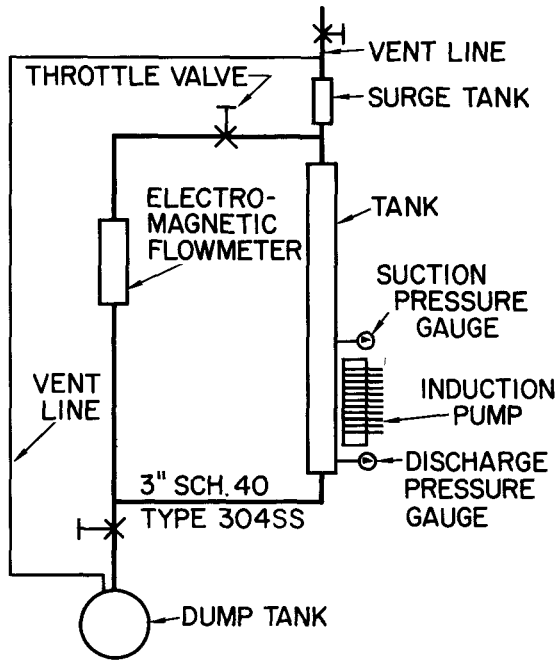 VENT LINE
THROTTLE VALVE
SURGE TANK
ELECTRO-
MAGNETIC
FLOWMETER
TANK
SUCTION
PRESSURE
GAUGE
VENT
LINE
INDUCTION
PUMP
3" SCH. 40
TYPE 304SS
DISCHARGE
PRESSURE
GAUGE
DUMP TANK